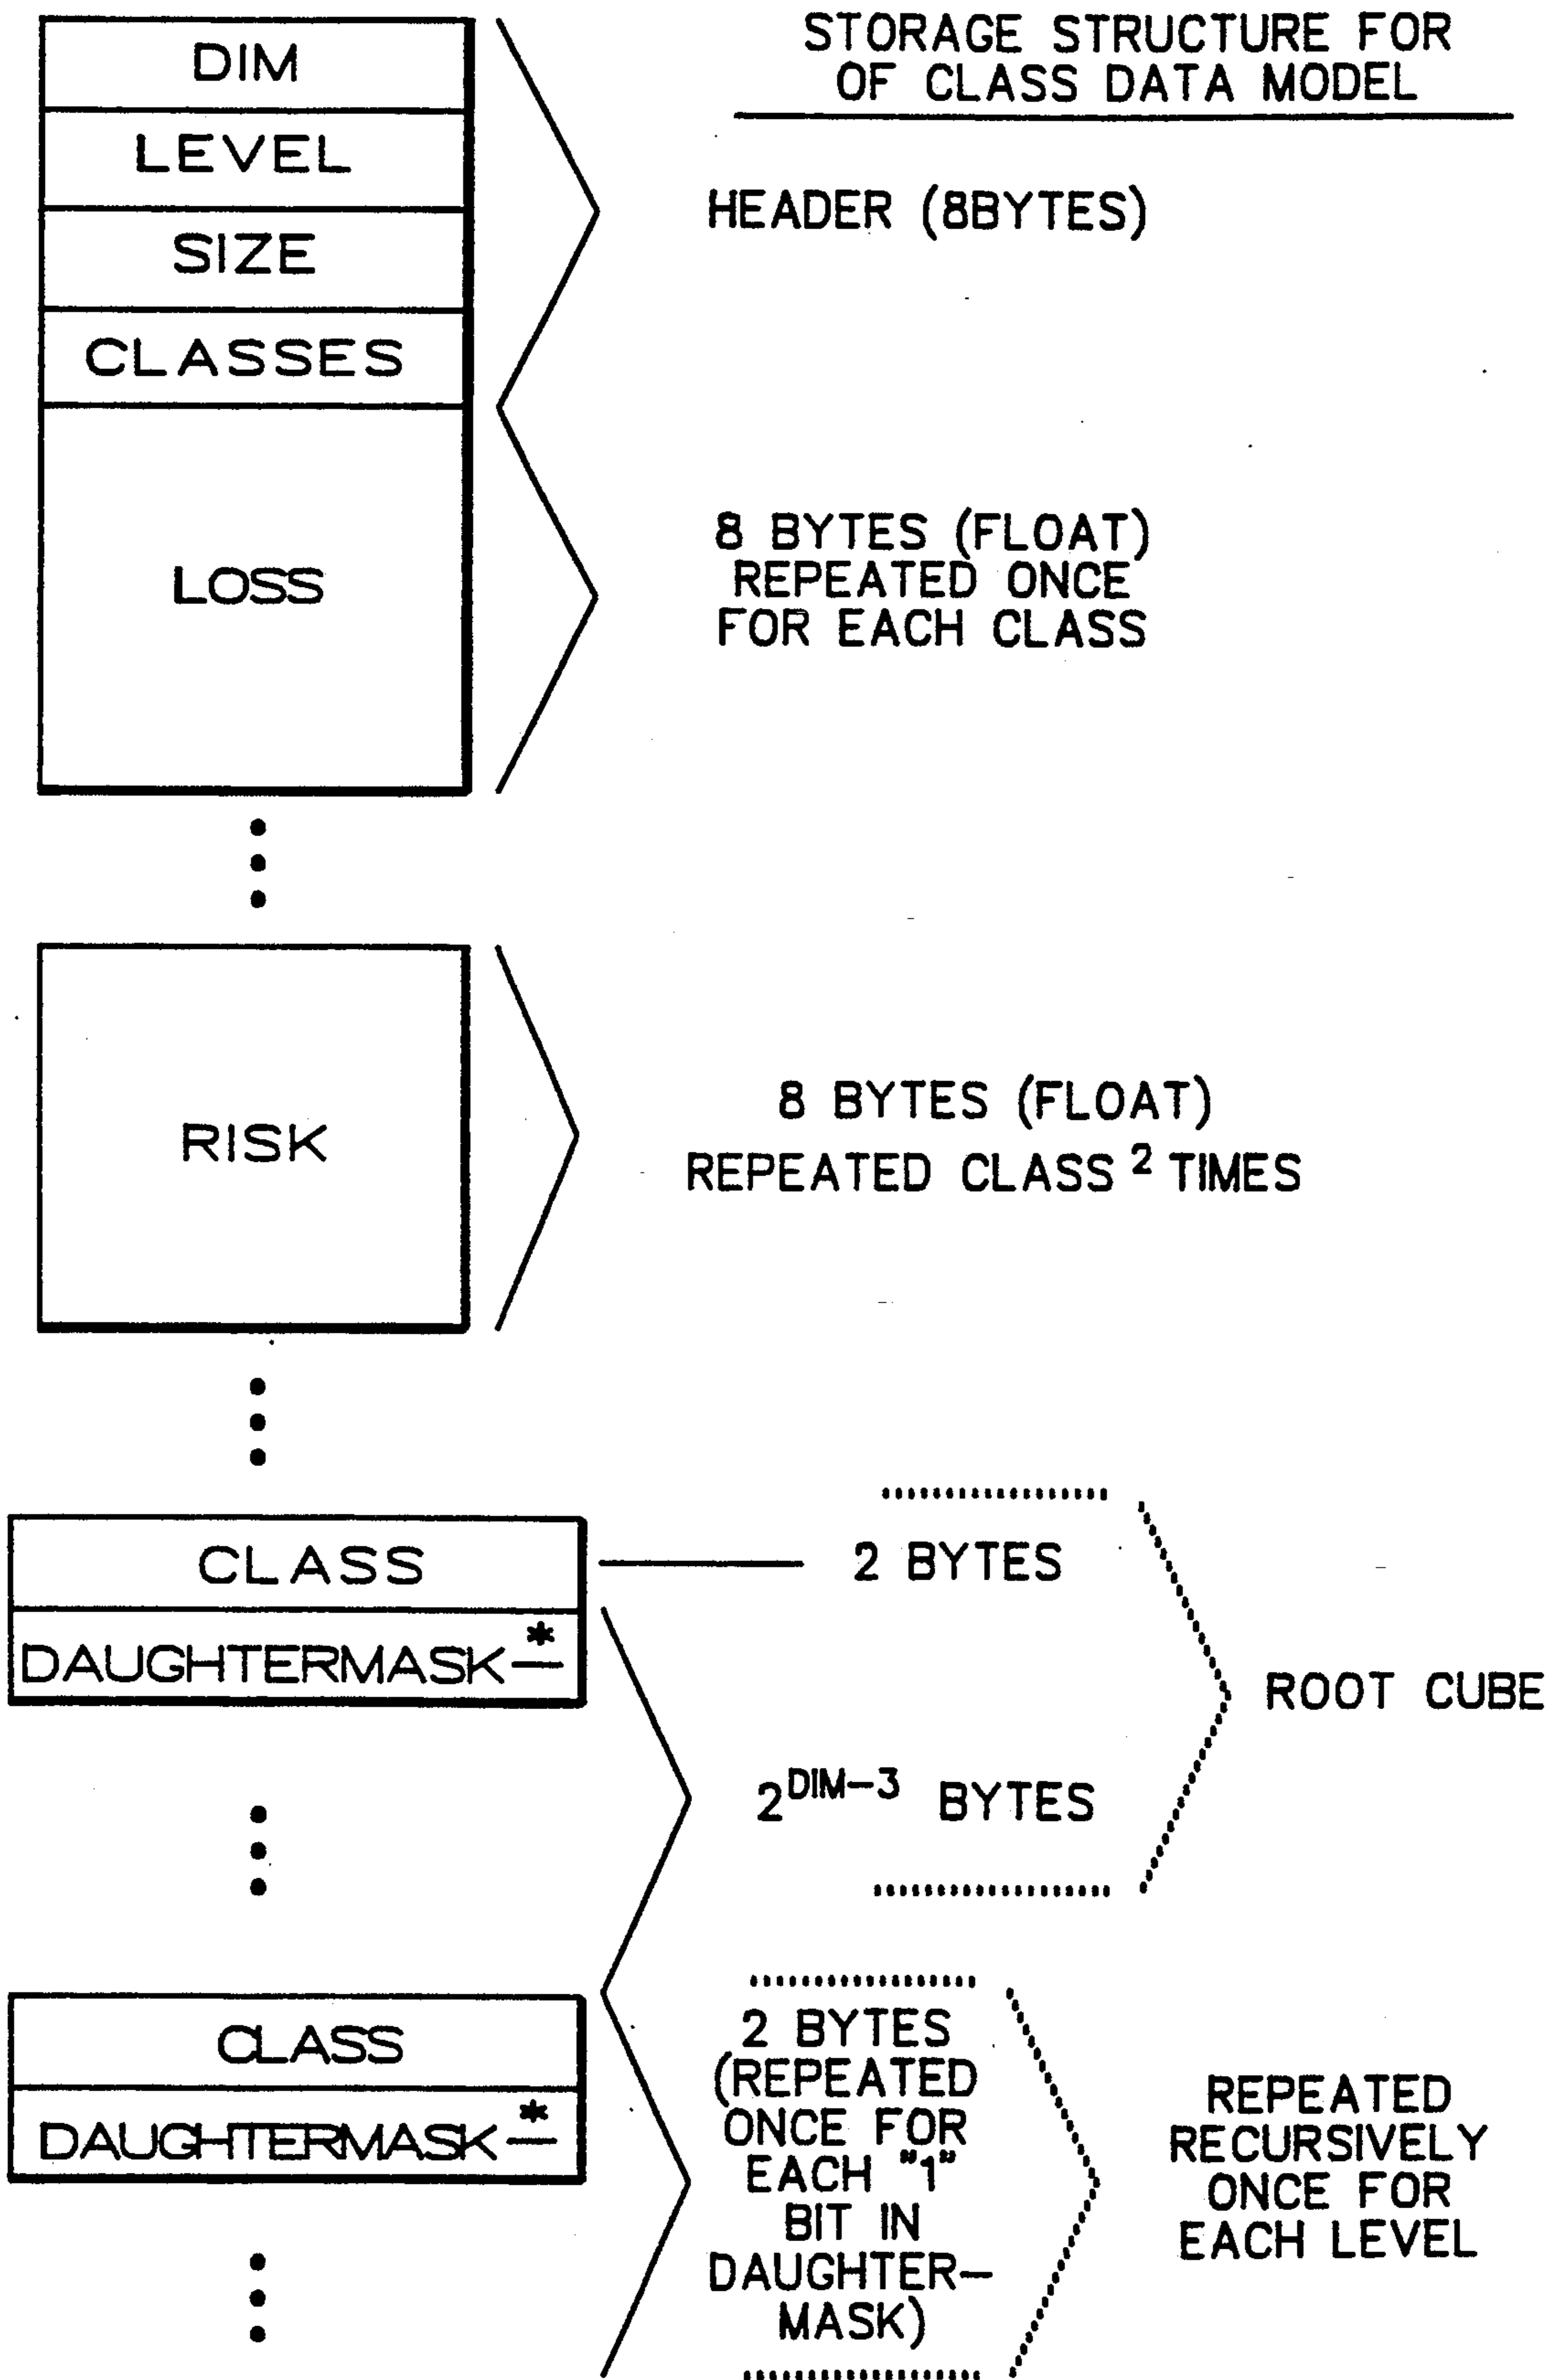 STORAGE STRUCTURE FOR
OF CLASS DATA MODEL
DIM
LEVEL
SIZE
CLASSES
HEADER (8BYTES)
LOSS
8 BYTES (FLOAT)
REPEATED ONCE
FOR EACH CLASS
RISK
8 BYTES (FLOAT)
REPEATED CLASS ² TIMES
CLASS
2 BYTES
DAUGHTERMASK-*
ROOT CUBE
2^DIM-3 BYTES
CLASS
DAUGHTERMASK-*
2 BYTES
(REPEATED
ONCE FOR
EACH "1"
BIT IN
DAUGHTER-
MASK)
REPEATED
RECURSIVELY
ONCE FOR
EACH LEVEL